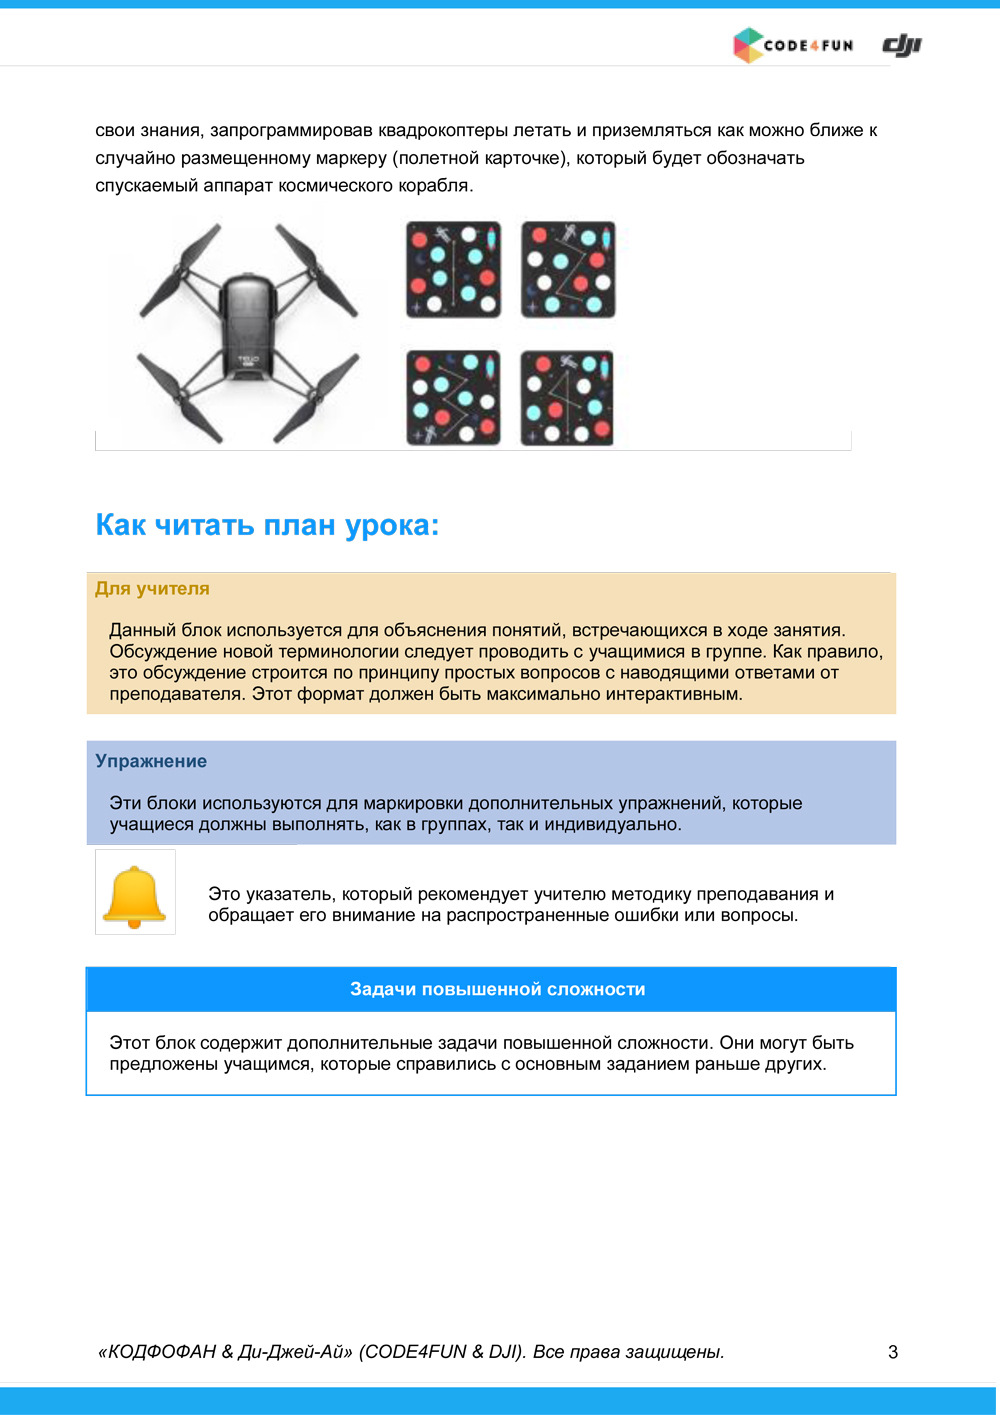 CODE4FUN dji
свои знания, запрограммировав квадрокоптеры летать и приземляться как можно ближе к
случайно размещенному маркеру (полетной карточке), который будет обозначать
спускаемый аппарат космического корабля.
TELLO
Как читать план урока:
Для учителя
Данный блок используется для объяснения понятий, встречающихся в ходе занятия.
Обсуждение новой терминологии следует проводить с учащимися в группе. Как правило,
это обсуждение строится по принципу простых вопросов с наводящими ответами от
преподавателя. Этот формат должен быть максимально интерактивным.
Упражнение
Эти блоки используются для маркировки дополнительных упражнений, которые
учащиеся должны выполнять, как в группах, так и индивидуально.
Это указатель, который рекомендует учителю методику преподавания и
обращает его внимание на распространенные ошибки или вопросы.
Задачи повышенной сложности
Этот блок содержит дополнительные задачи повышенной сложности. Они могут быть
предложены учащимся, которые справились с основным заданием раньше других.
«КОДФОФАН & Ди-Джей-Ай» (CODE4FUN & DJI). Все права защищены. 3